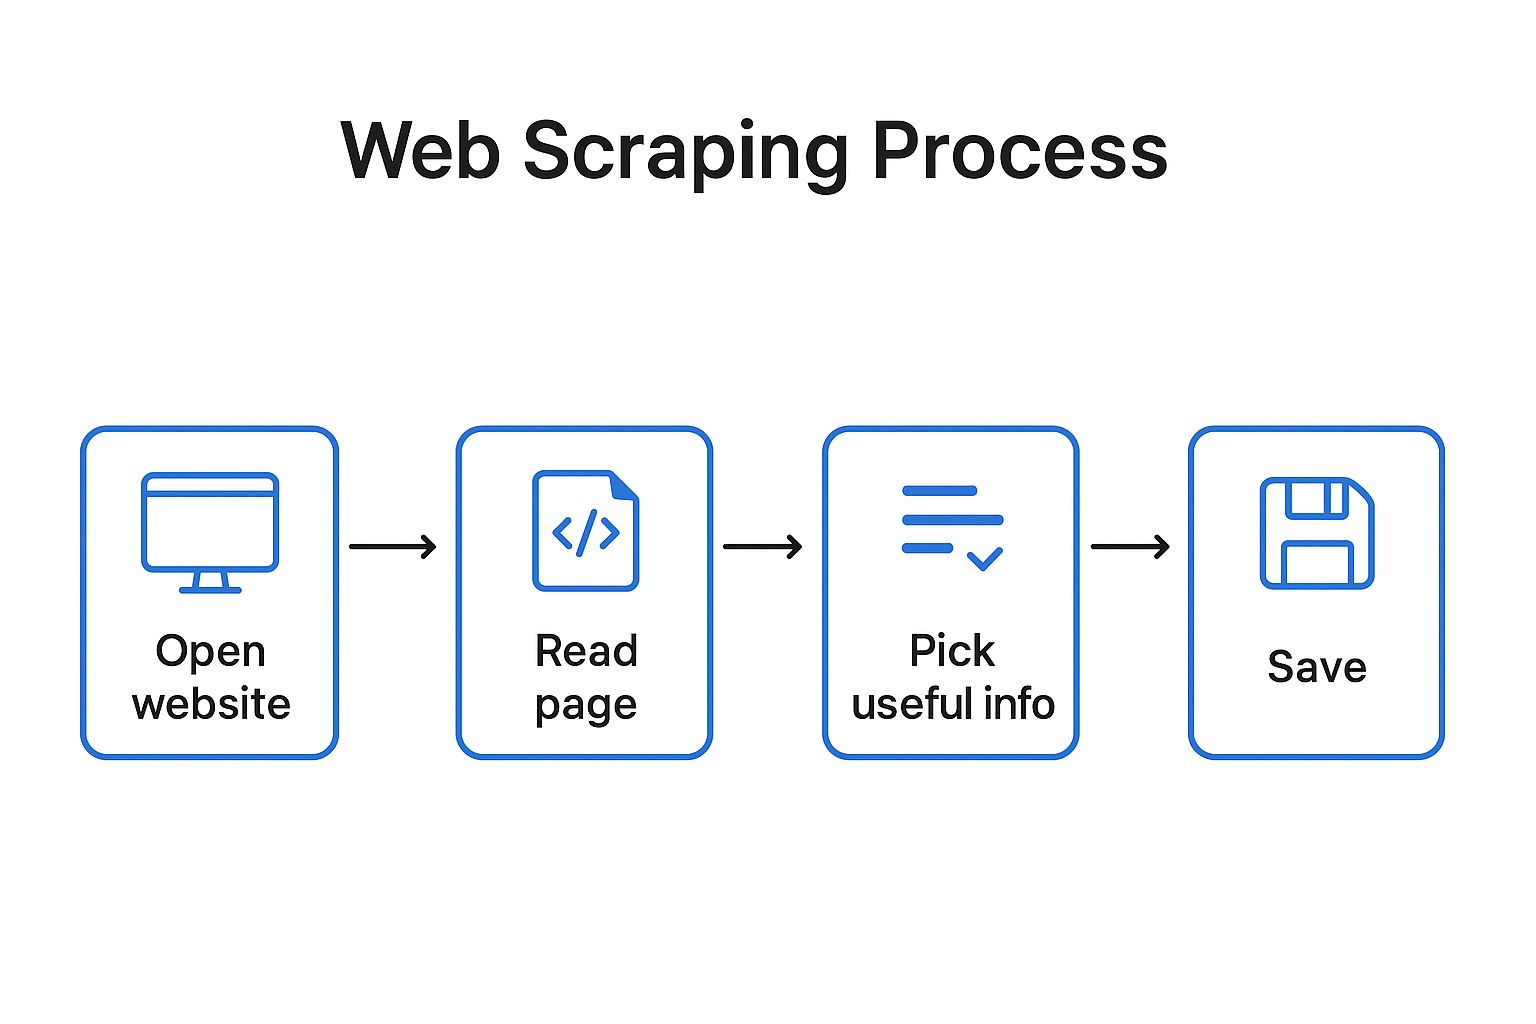 Web Scraping Process
Open
website
Read
page
</>
Pick
useful info
Save